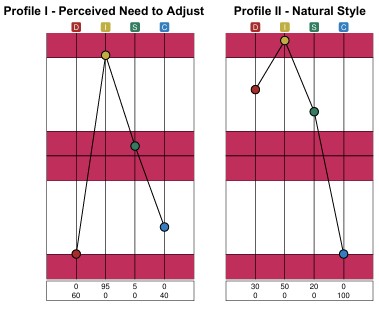 Profile I - Perceived Need to Adjust
D I S C
0 95 5 0
60 0 0 40
Profile II - Natural Style
D I S C
30 50 20 0
0 0 0 100